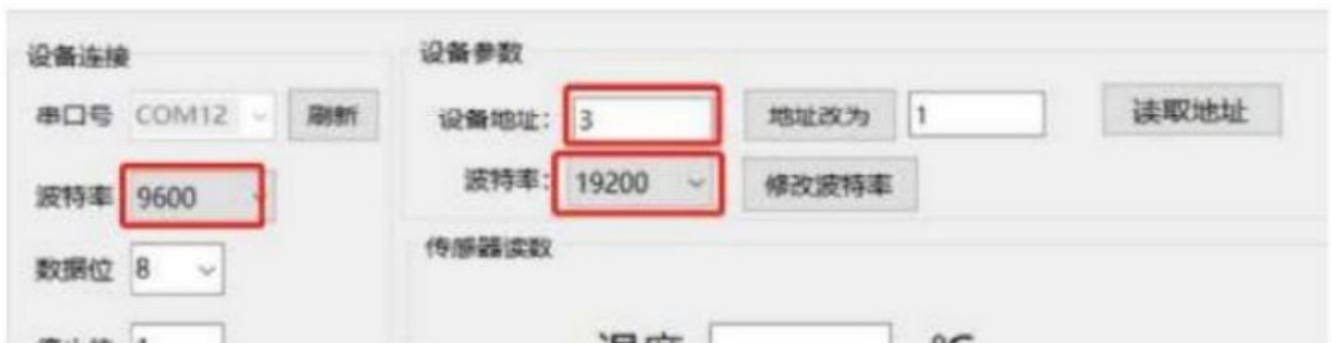 设备连接
串口号 COM12 刷新
波特率 9600
数据位 8
设备参数
设备地址: 3 地址改为 1 读取地址
波特率: 19200 修改波特率
传感器读数
温度 ℃